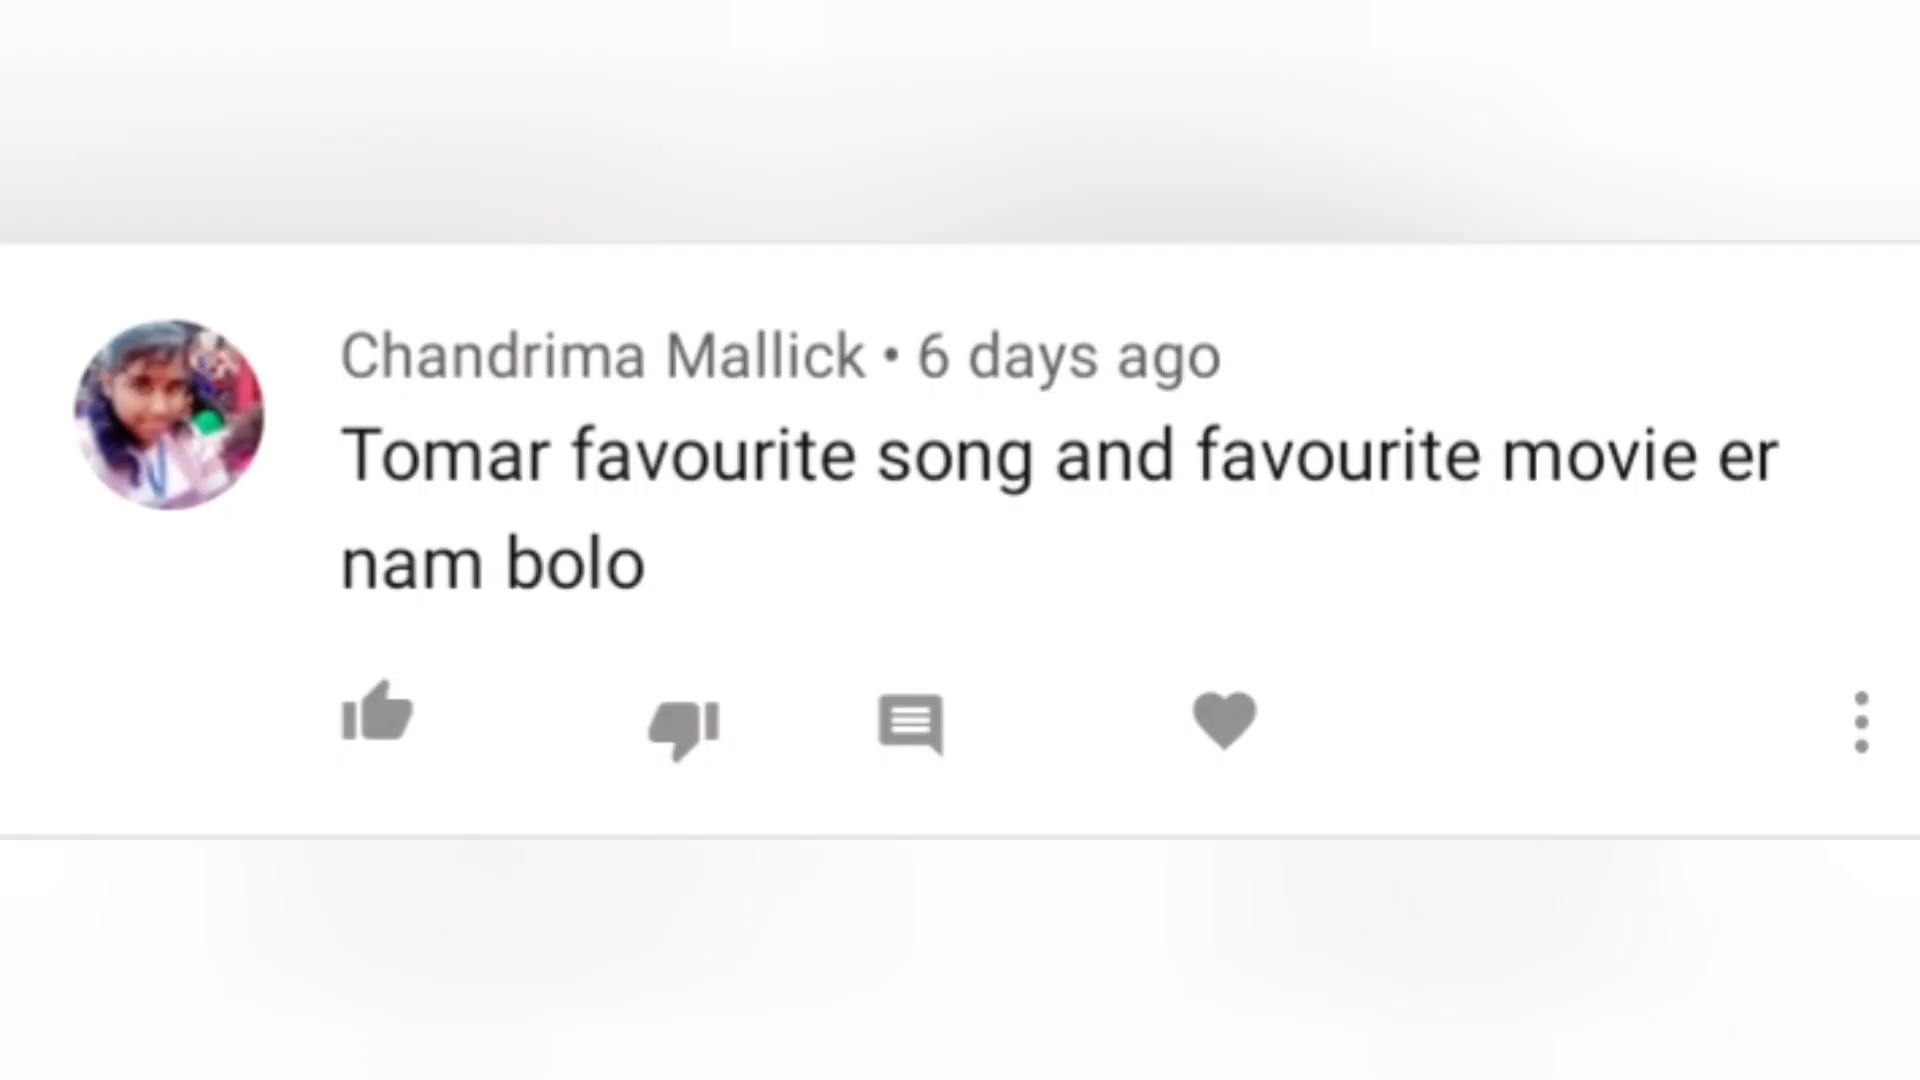 Chandrima Mallick • 6 days ago
Tomar favourite song and favourite movie er
nam bolo